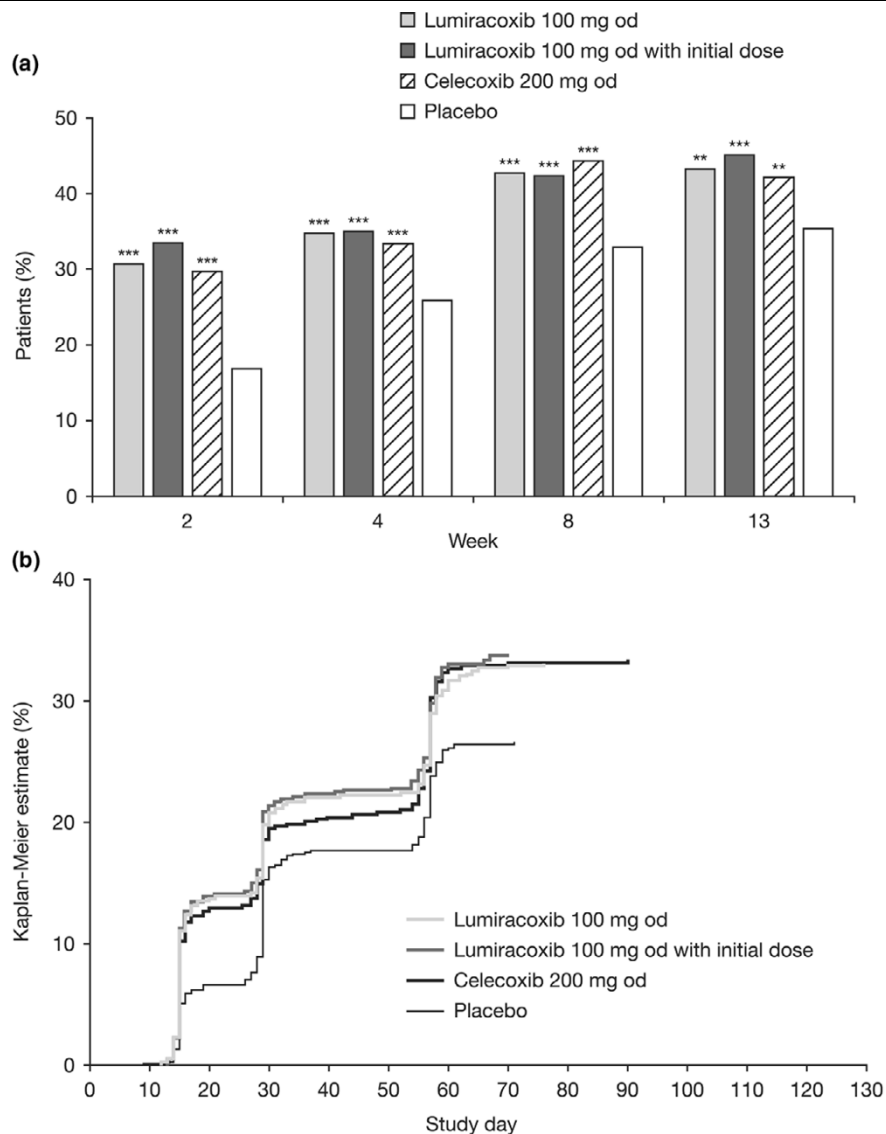 Lumiracoxib 100 mg od
Lumiracoxib 100 mg od with initial dose
Celecoxib 200 mg od
Placebo
(a)
50
40
30
20
10
0
Patients (%)
*** *** ***
*** *** ***
*** *** ***
** *** **
2 4 8 13
Week
(b)
40
30
20
10
0
Kaplan-Meier estimate (%)
Lumiracoxib 100 mg od
Lumiracoxib 100 mg od with initial dose
Celecoxib 200 mg od
Placebo
0 10 20 30 40 50 60 70 80 90 100 110 120 130
Study day